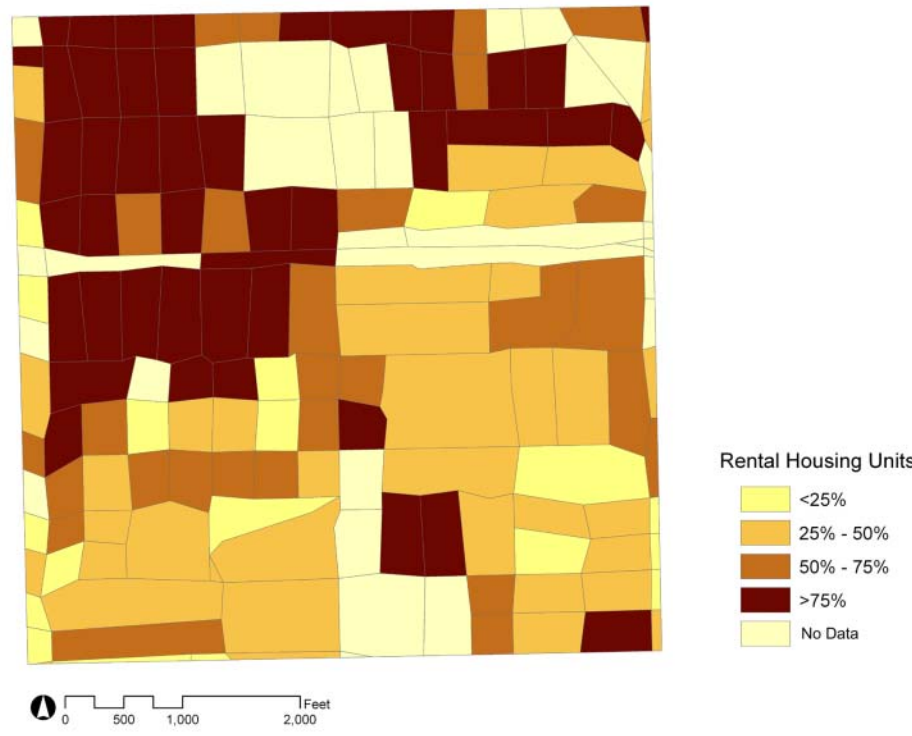 Rental Housing Units
<25%
25% - 50%
50% - 75%
>75%
No Data
Feet
0 500 1,000 2,000